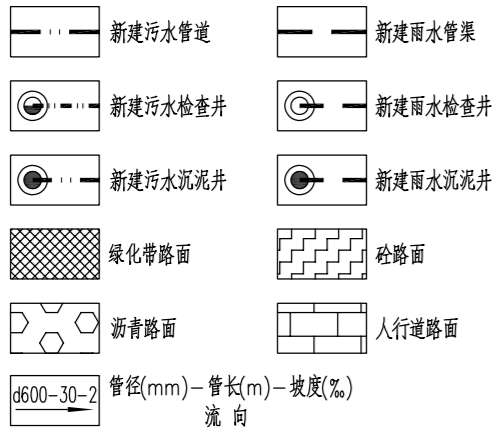 新建污水管道 新建雨水管渠
新建污水检查井 新建雨水检查井
新建污水沉泥井 新建雨水沉泥井
绿化带路面 砼路面
沥青路面 人行道路面
d600-30-2 管径(mm)-管长(m)-坡度(‰)
流 向